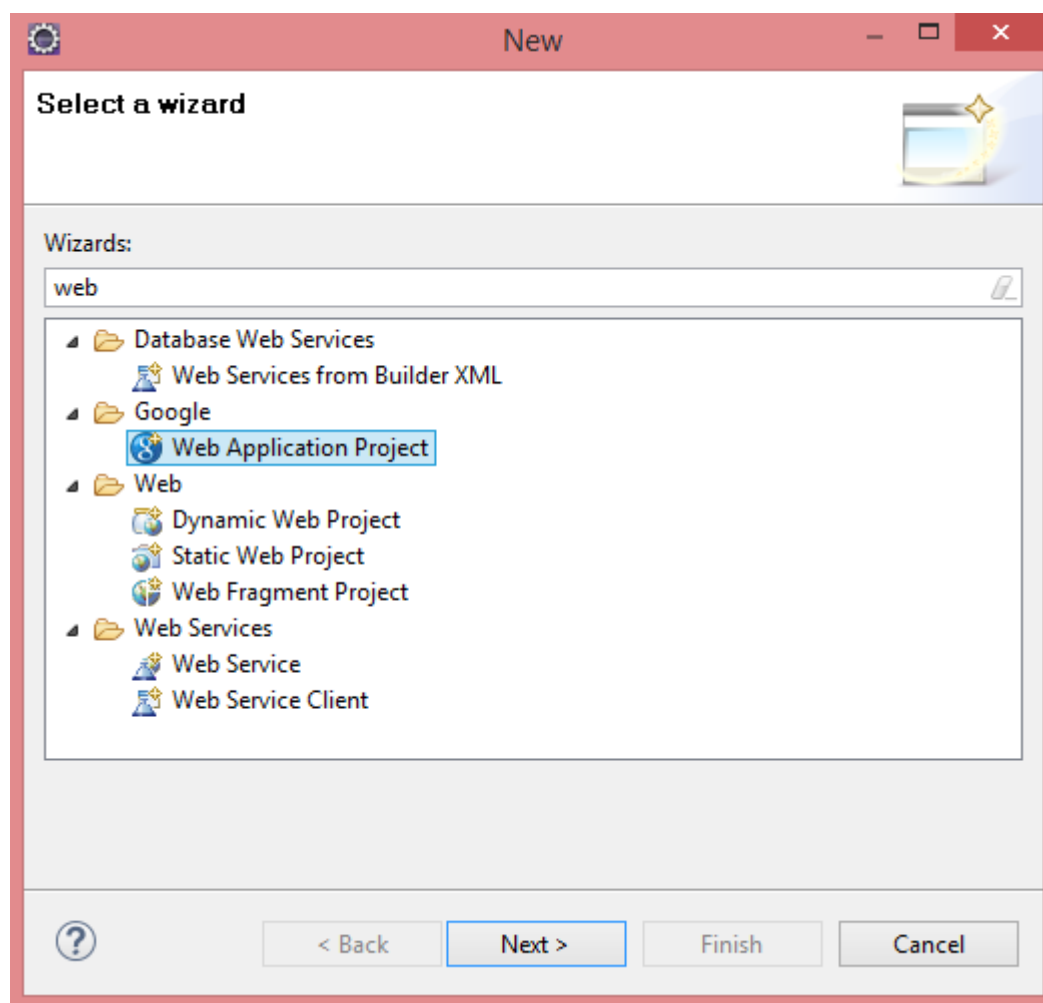 New
Select a wizard
Wizards:
web
Database Web Services
Web Services from Builder XML
Google
Web Application Project
Web
Dynamic Web Project
Static Web Project
Web Fragment Project
Web Services
Web Service
Web Service Client
< Back Next > Finish Cancel